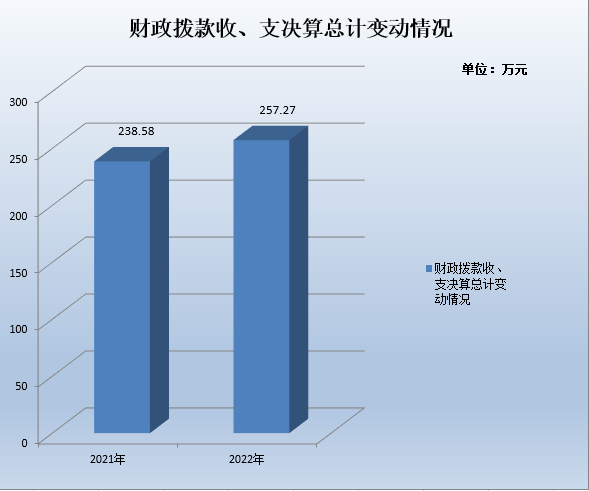 财政拨款收、支决算总计变动情况
单位：万元
300
250
200
150
100
50
0
238.58
257.27
2021年
2022年
财政拨款收、
支决算总计变
动情况